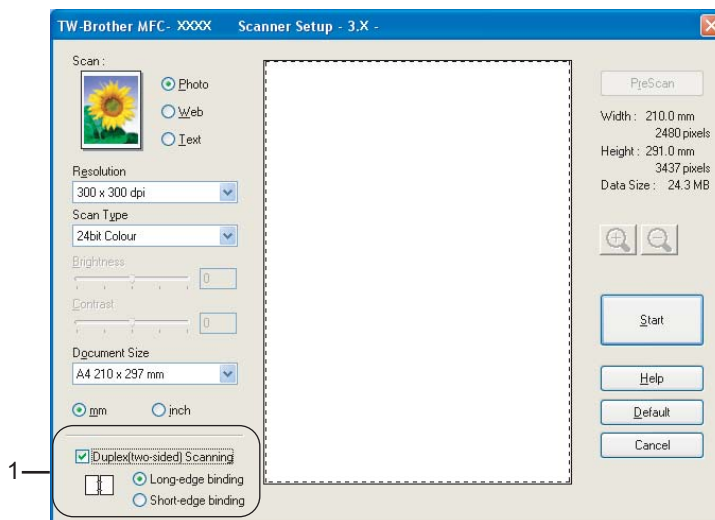 TW-Brother MFC- XXXX Scanner Setup - 3.X -
Scan :
Photo
Web
Text
Resolution
300 x 300 dpi
Scan Type
24bit Colour
Brightness
0
Contrast
0
Document Size
A4 210 x 297 mm
mm
inch
1
Duplex(two-sided) Scanning
Long-edge binding
Short-edge binding
PreScan
Width : 210.0 mm
2480 pixels
Height : 291.0 mm
3437 pixels
Data Size : 24.3 MB
Start
Help
Default
Cancel